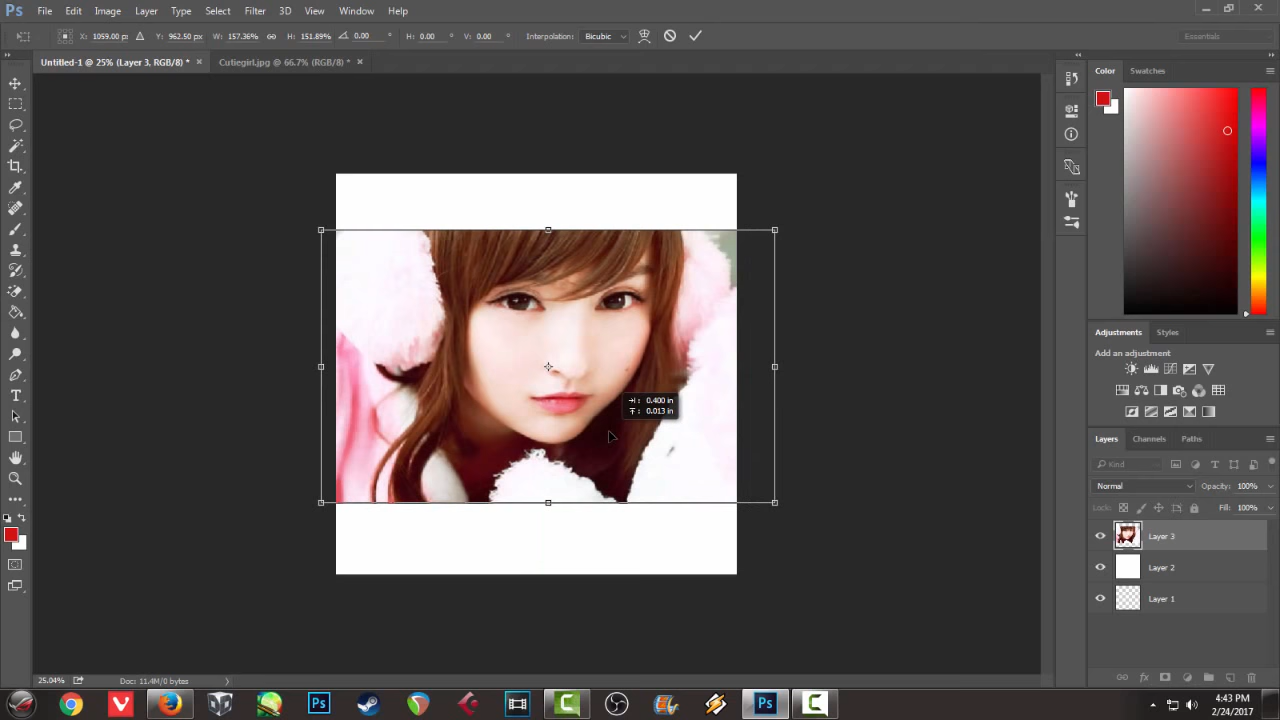 Ps File Edit Image Layer Type Select Filter 3D View Window Help
X: 1059.00 px Y: 962.50 px W: 157.36% H: 151.89% 0.00 ° H: 0.00 ° V: 0.00 ° Interpolation: Bicubic Essentials
Untitled-1 @ 25% (Layer 3, RGB/8) * × Cutiegirl.jpg @ 66.7% (RGB/8) * ×
Color Swatches
Adjustments Styles
Add an adjustment
0.400 in
0.013 in
Layers Channels Paths
Kind
Normal Opacity: 100%
Lock: Fill: 100%
Layer 3
Layer 2
Layer 1
25.04% Doc: 11.4M/0 bytes
4:43 PM
2/24/2017